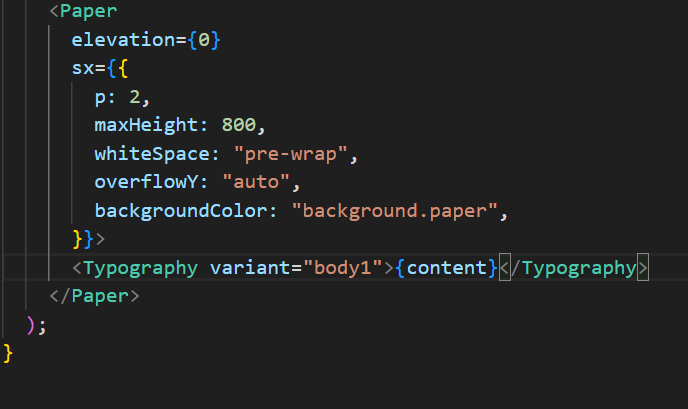 <Paper
elevation={0}
sx={{
p: 2,
maxHeight: 800,
whiteSpace: "pre-wrap",
overflowY: "auto",
backgroundColor: "background.paper",
}}>
<Typography variant="body1">{content}</Typography>
</Paper>
);
}